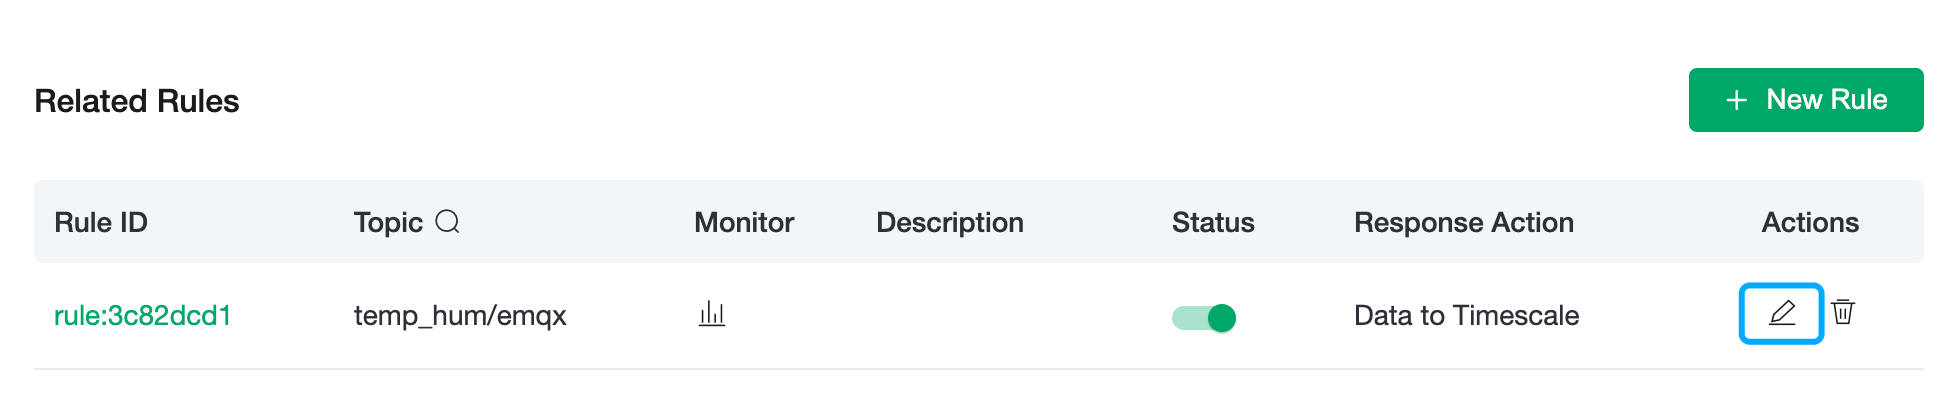 Related Rules
+ New Rule
Rule ID Topic Monitor Description Status Response Action Actions
rule:3c82dcd1 temp_hum/emqx Data to Timescale